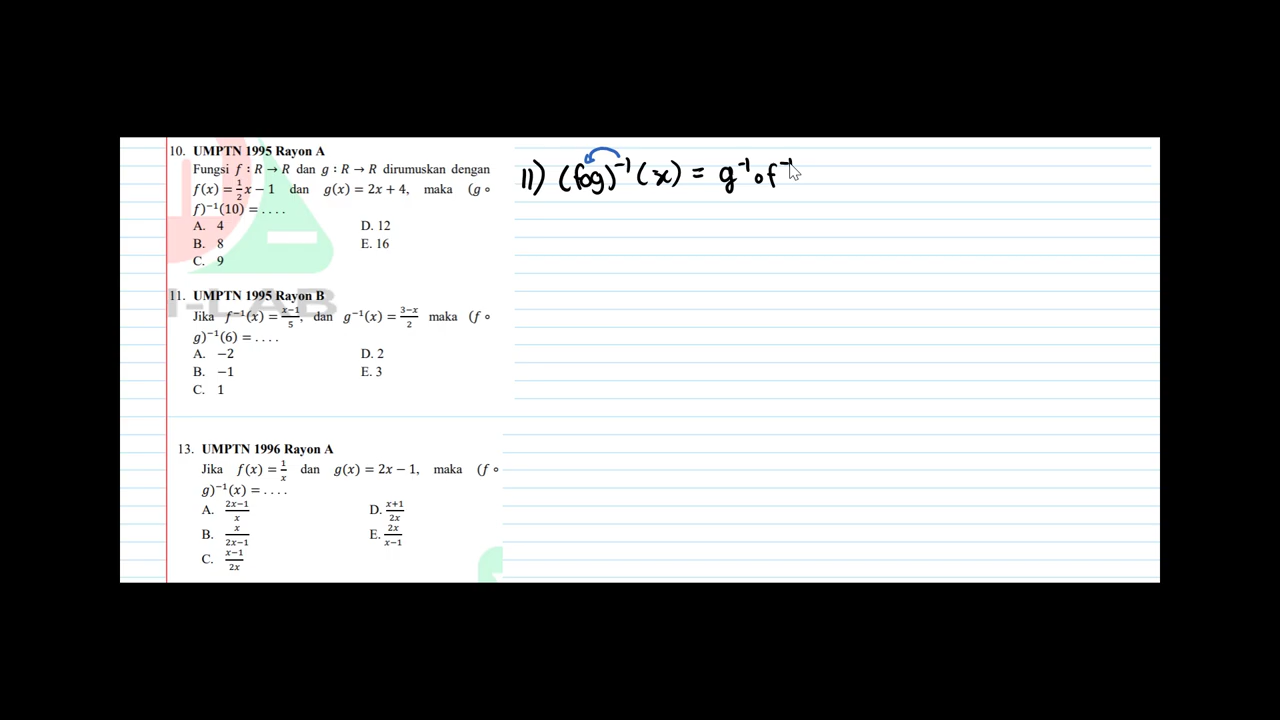 10. UMPTN 1995 Rayon A
Fungsi f : R → R dan g : R → R dirumuskan dengan
f(x) = 1/2 x − 1 dan g(x) = 2x + 4, maka (g ∘
f)⁻¹(10) = . . . .
A. 4 D. 12
B. 8 E. 16
C. 9
11. UMPTN 1995 Rayon B
Jika f⁻¹(x) = (x−1)/5, dan g⁻¹(x) = (3−x)/2 maka (f ∘
g)⁻¹(6) = . . . .
A. −2 D. 2
B. −1 E. 3
C. 1
13. UMPTN 1996 Rayon A
Jika f(x) = 1/x dan g(x) = 2x − 1, maka (f ∘
g)⁻¹(x) = . . . .
A. (2x−1)/x D. (x+1)/2x
B. x/(2x−1) E. 2x/(x−1)
C. (x−1)/2x
11) (fog)⁻¹(x) = g⁻¹∘f⁻¹